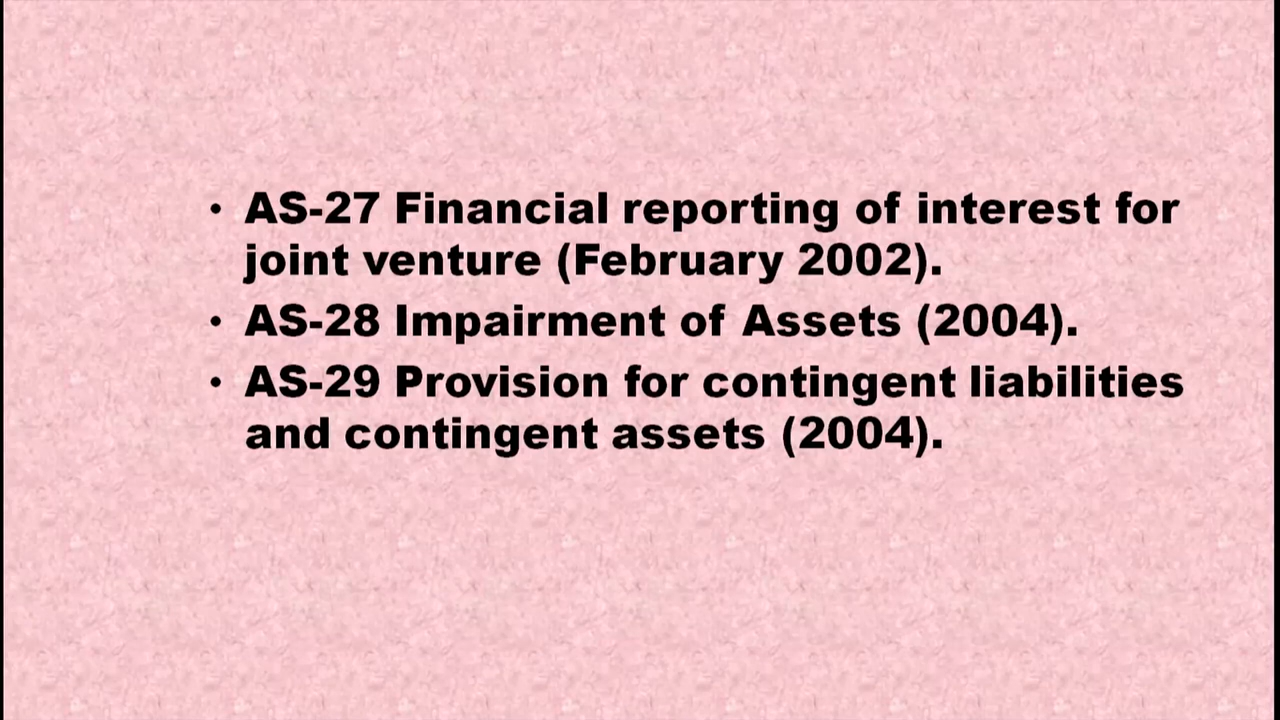 • AS-27 Financial reporting of interest for
joint venture (February 2002).
• AS-28 Impairment of Assets (2004).
• AS-29 Provision for contingent liabilities
and contingent assets (2004).